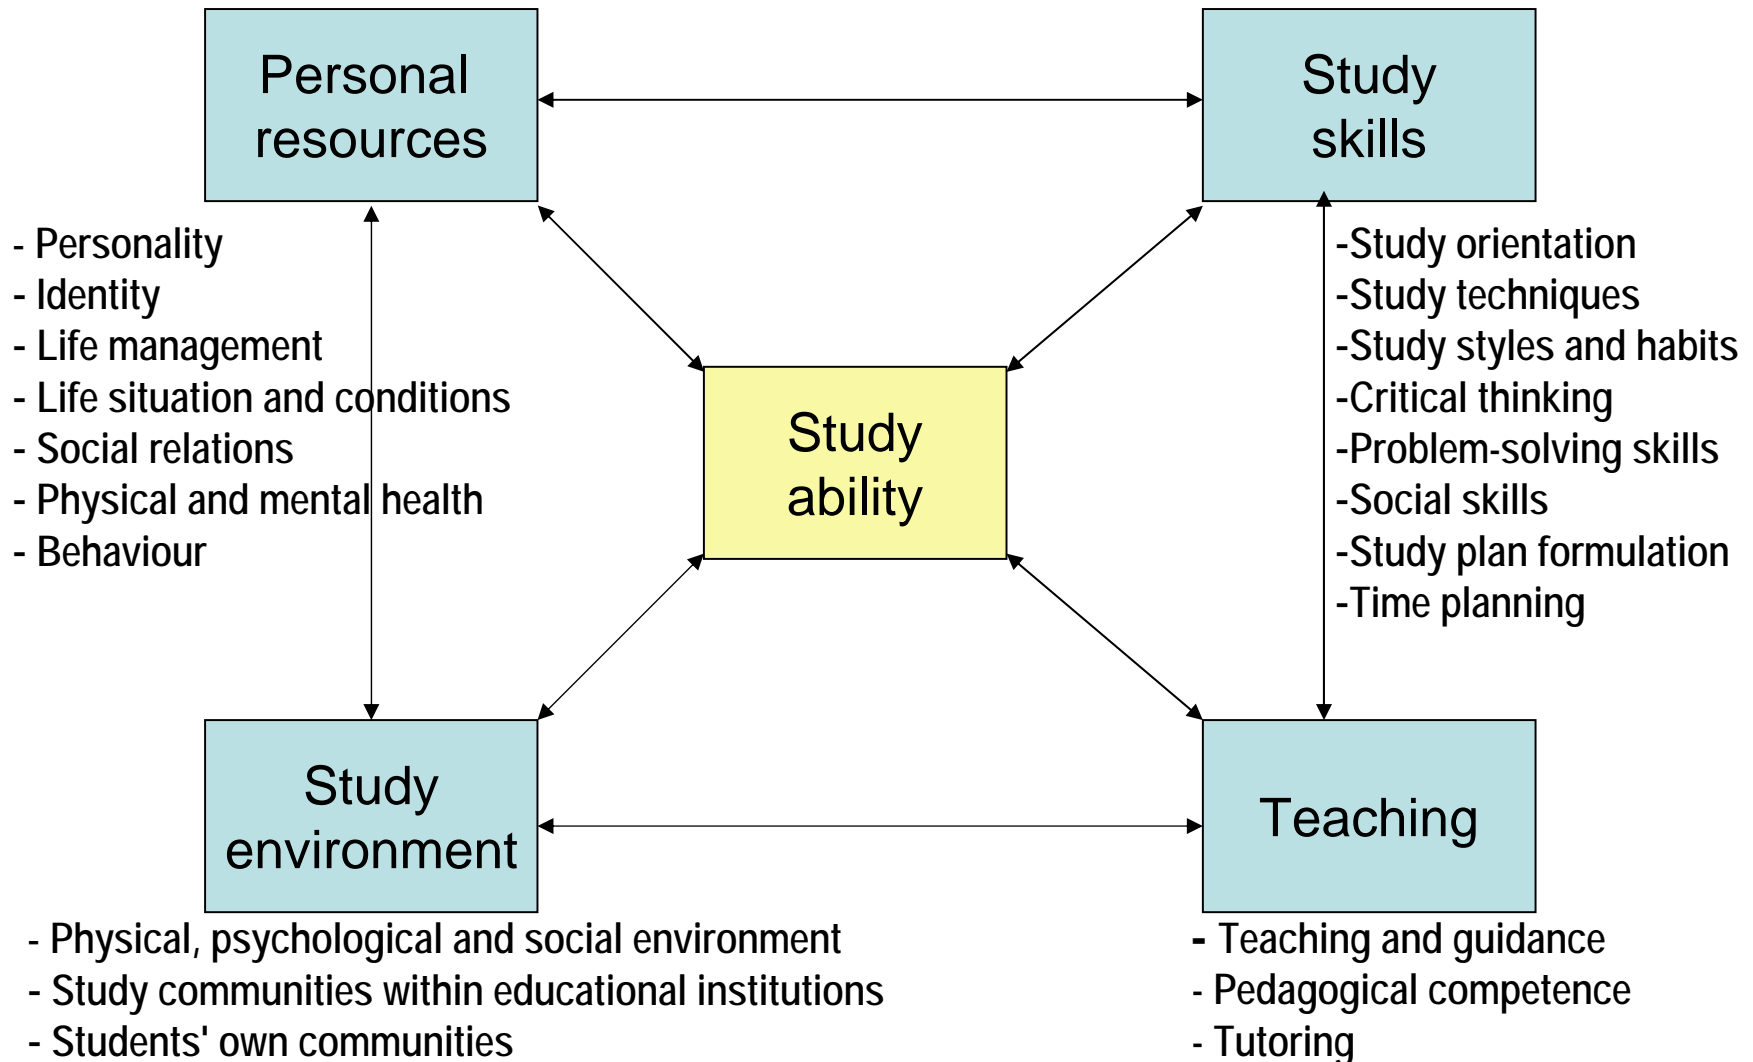 Personal
resources
Study
skills
- Personality
- Identity
- Life management
- Life situation and conditions
- Social relations
- Physical and mental health
- Behaviour
-Study orientation
-Study techniques
-Study styles and habits
-Critical thinking
-Problem-solving skills
-Social skills
-Study plan formulation
-Time planning
Study
ability
Study
environment
Teaching
- Physical, psychological and social environment
- Study communities within educational institutions
- Students' own communities
- Teaching and guidance
- Pedagogical competence
- Tutoring